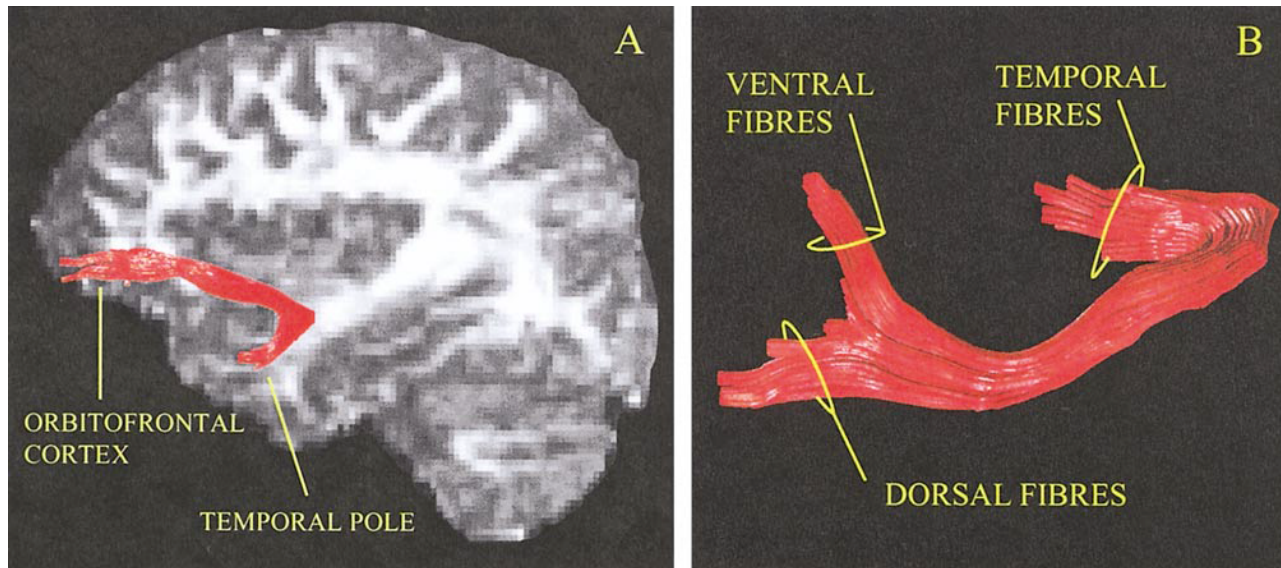 A
ORBITOFRONTAL
CORTEX
TEMPORAL POLE
B
VENTRAL
FIBRES
TEMPORAL
FIBRES
DORSAL FIBRES